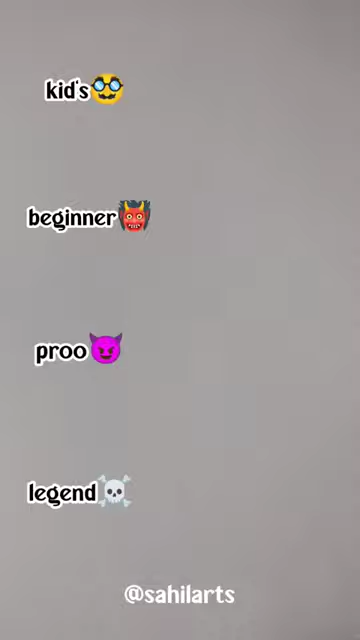 kid's🥸
beginner👹
proo😈
legend☠️
@sahilarts